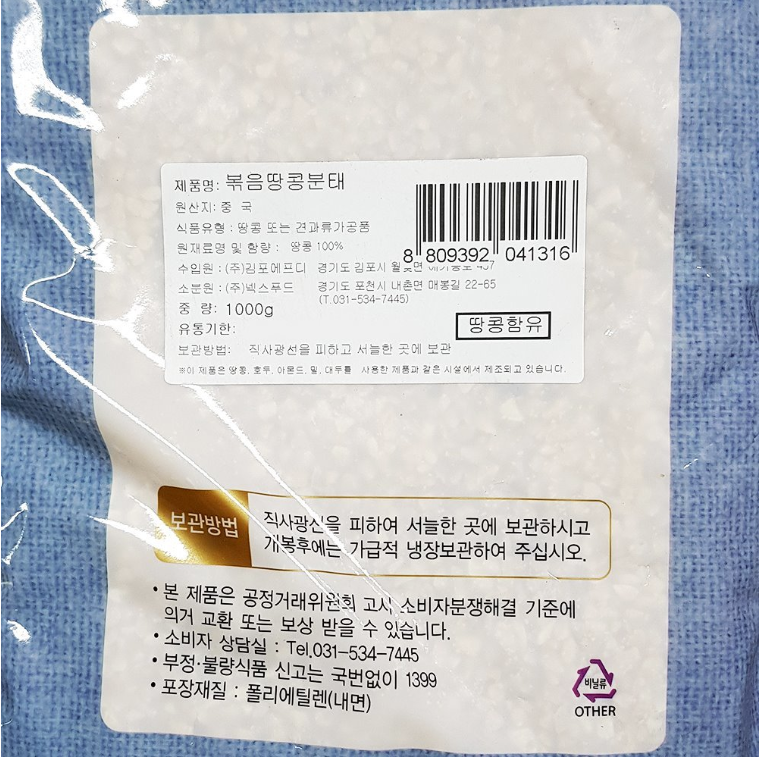 제품명: 볶음땅콩분태
원산지: 중 국
식품유형 : 땅콩 또는 견과류가공품
원재료명 및 함량 : 땅콩 100%
8 809392 041316
수입원 : (주)김포에프디 경기도 김포시
소분원 : (주)넥스푸드 경기도 포천시 내촌면 매봉길 22-65
(T.031-534-7445)
중 량: 1000g
유통기한:
땅콩함유
보관방법: 직사광선을 피하고 서늘한 곳에 보관
※이 제품은 땅콩, 호두, 아몬드, 밀, 대두를 사용한 제품과 같은 시설에서 제조되고 있습니다.
보관방법
직사광선을 피하여 서늘한 곳에 보관하시고
개봉후에는 가급적 냉장보관하여 주십시오.
• 본 제품은 공정거래위원회 고시 소비자분쟁해결 기준에
의거 교환 또는 보상 받을 수 있습니다.
• 소비자 상담실 : Tel.031-534-7445
• 부정·불량식품 신고는 국번없이 1399
• 포장재질 : 폴리에틸렌(내면)
비닐류
OTHER